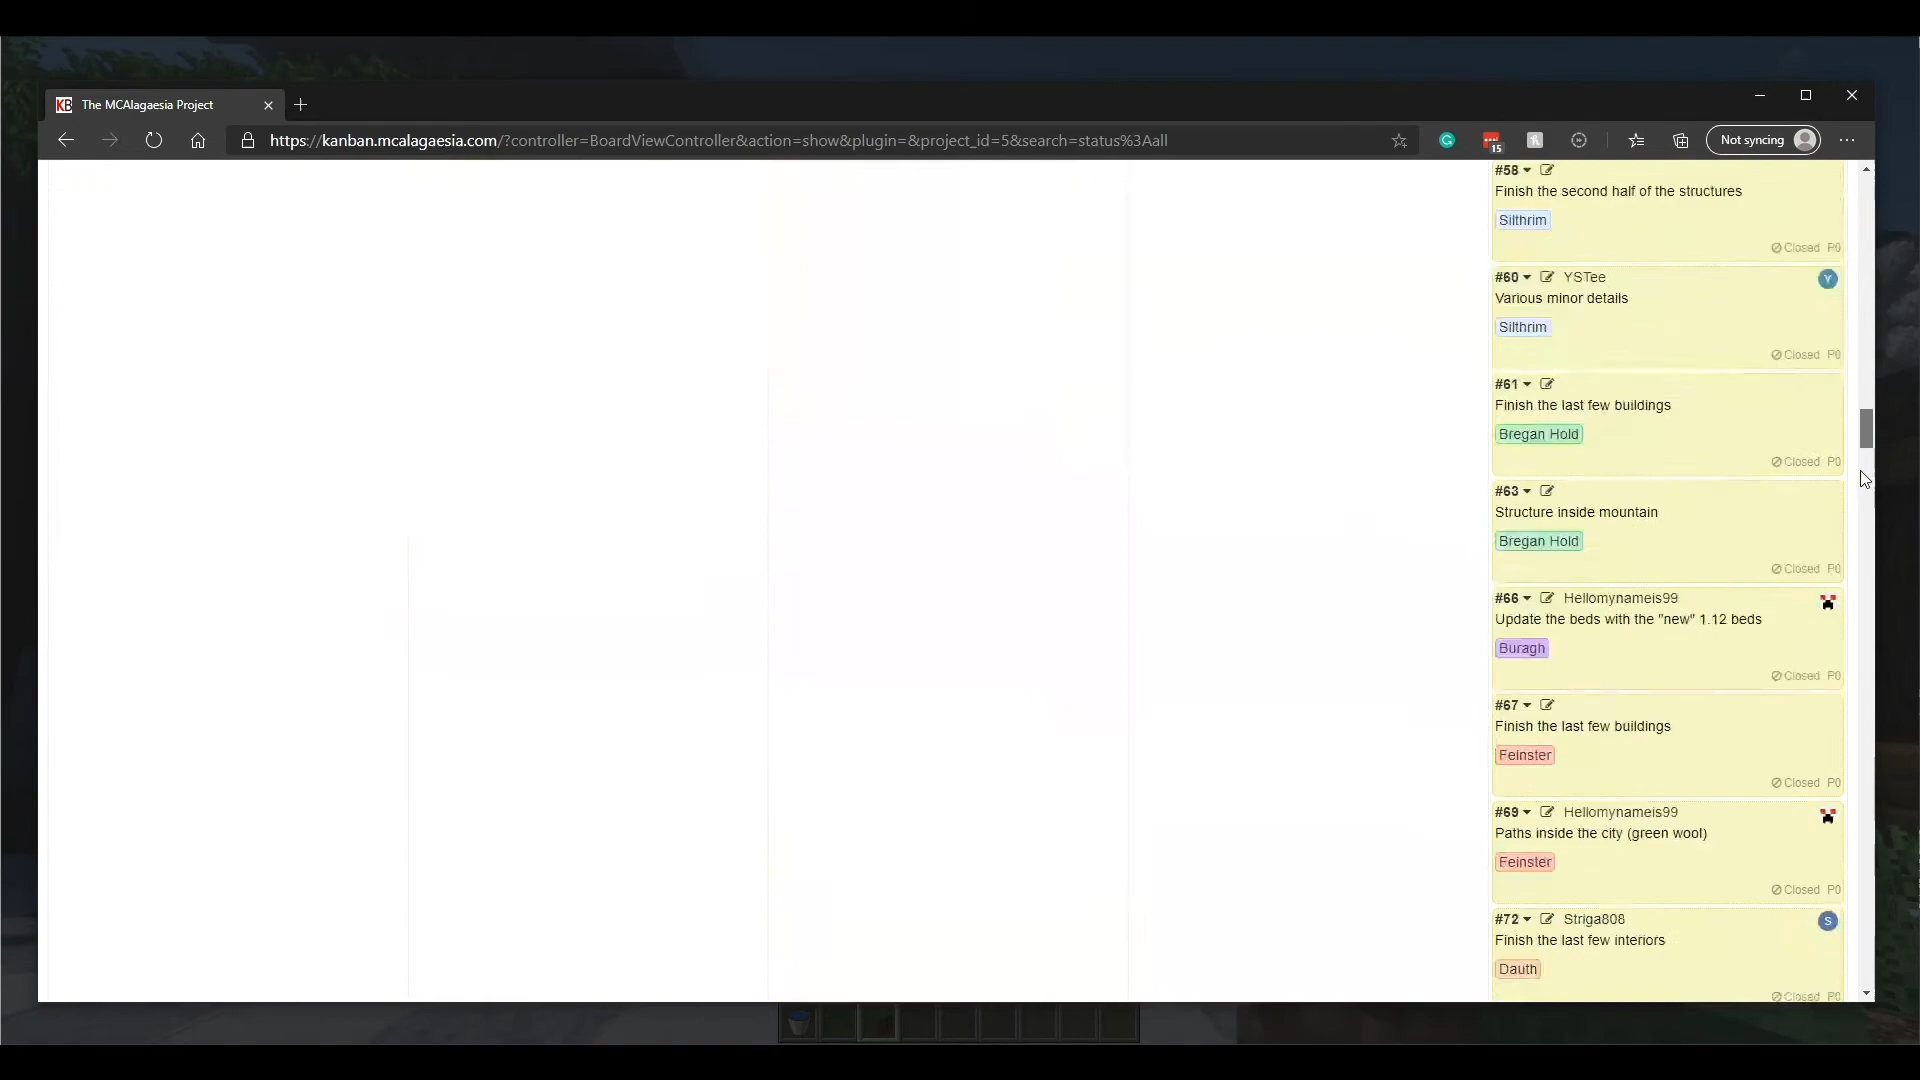 KB The MCAlagaesia Project
https://kanban.mcalagaesia.com/?controller=BoardViewController&action=show&plugin=&project_id=5&search=status%3Aall
15
Not syncing
#58
Finish the second half of the structures
Silthrim
Closed P0
#60 YSTee Y
Various minor details
Silthrim
Closed P0
#61
Finish the last few buildings
Bregan Hold
Closed P0
#63
Structure inside mountain
Bregan Hold
Closed P0
#66 Hellomynameis99
Update the beds with the "new" 1.12 beds
Buragh
Closed P0
#67
Finish the last few buildings
Feinster
Closed P0
#69 Hellomynameis99
Paths inside the city (green wool)
Feinster
Closed P0
#72 Striga808 S
Finish the last few interiors
Dauth
Closed P0